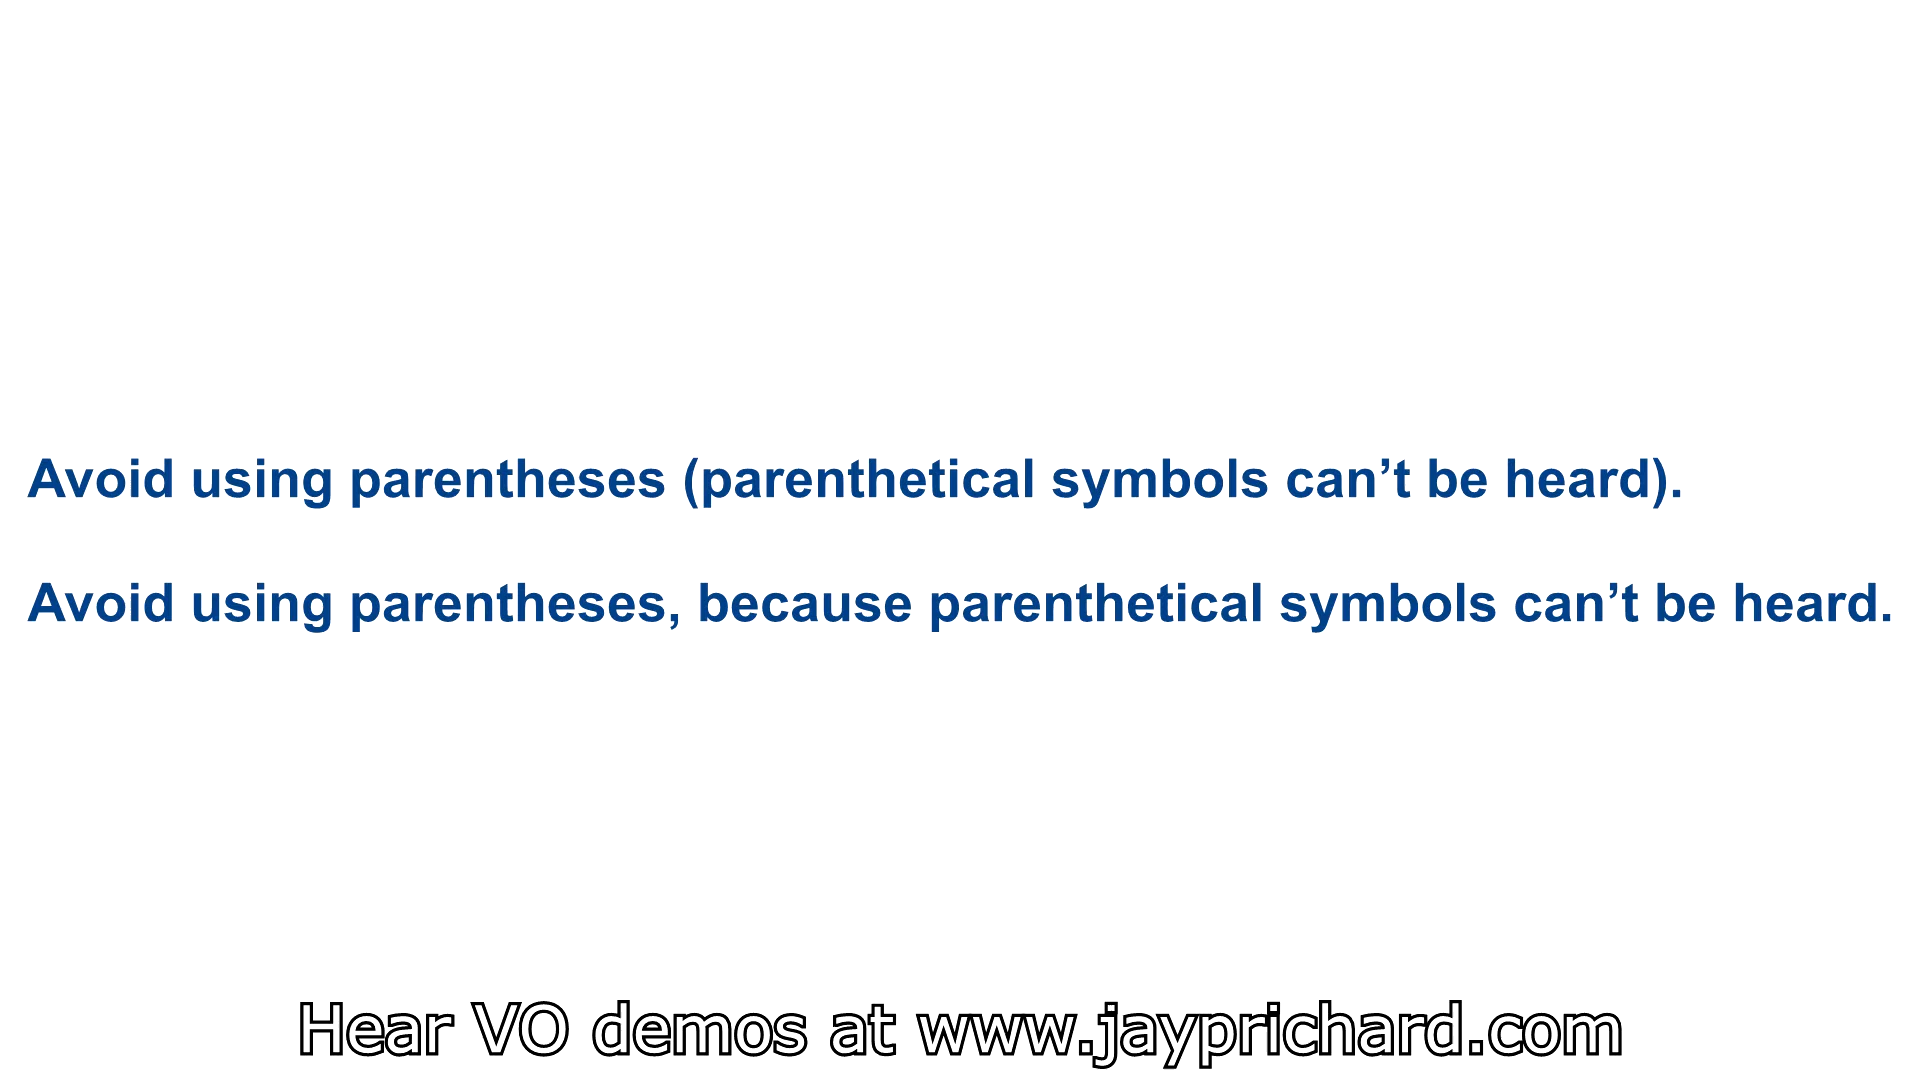 Avoid using parentheses (parenthetical symbols can’t be heard).
Avoid using parentheses, because parenthetical symbols can’t be heard.
Hear VO demos at www.jayprichard.com